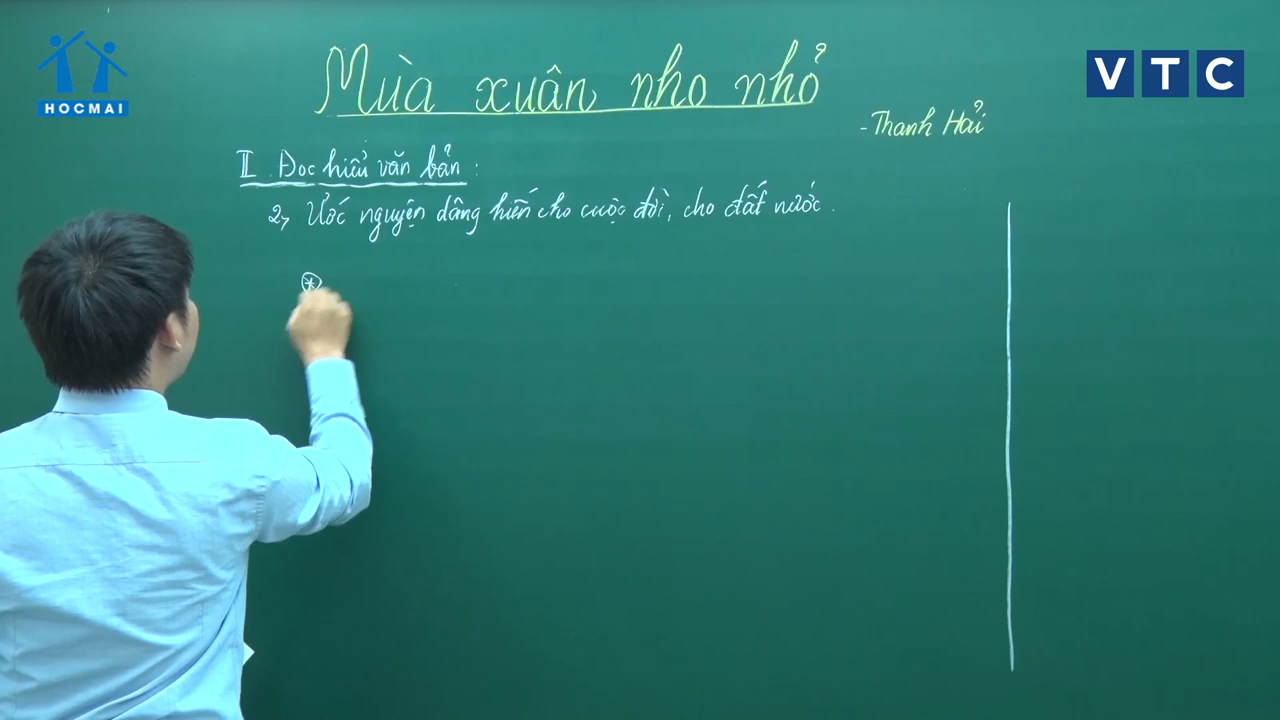 HOCMAI
VTC
Mùa xuân nho nhỏ
- Thanh Hải
II. Đọc hiểu văn bản :
2, Ước nguyện dâng hiến cho cuộc đời, cho đất nước.